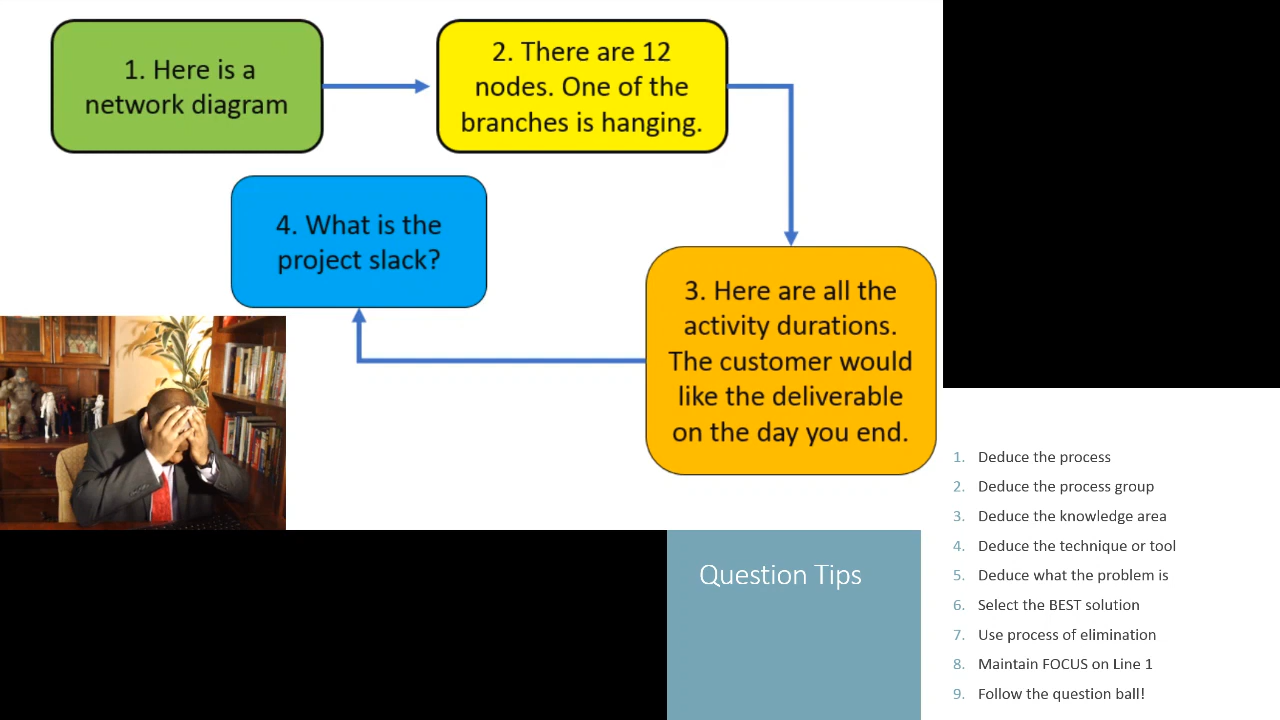 1. Here is a
network diagram
2. There are 12
nodes. One of the
branches is hanging.
3. Here are all the
activity durations.
The customer would
like the deliverable
on the day you end.
4. What is the
project slack?
Question Tips
1. Deduce the process
2. Deduce the process group
3. Deduce the knowledge area
4. Deduce the technique or tool
5. Deduce what the problem is
6. Select the BEST solution
7. Use process of elimination
8. Maintain FOCUS on Line 1
9. Follow the question ball!